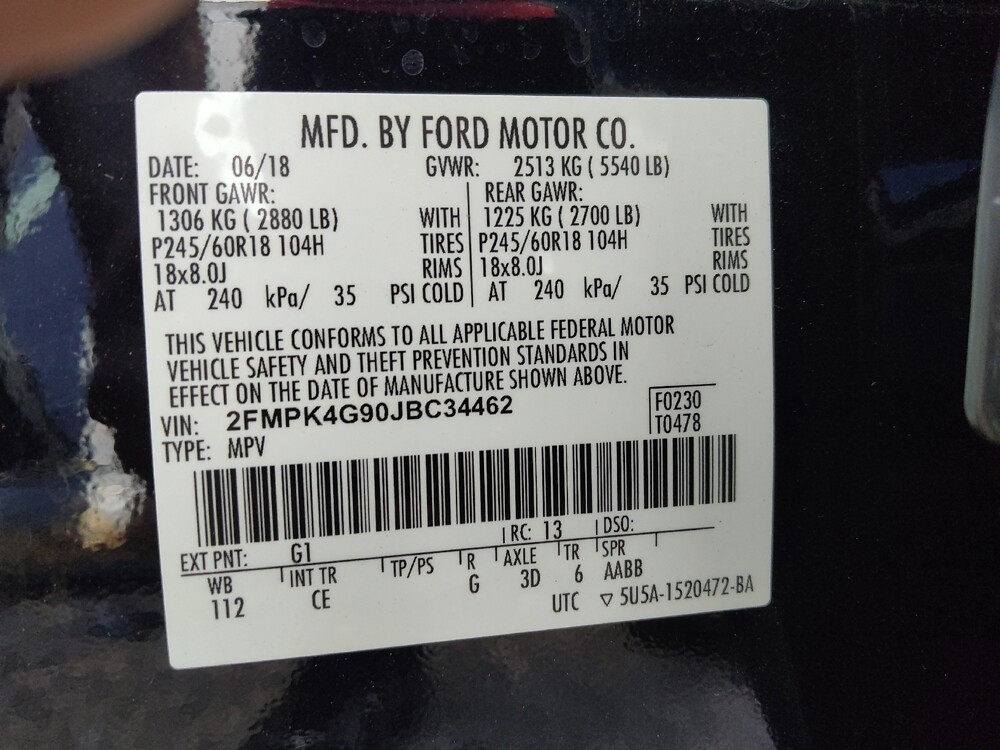 MFD. BY FORD MOTOR CO.
DATE: 06/18 GVWR: 2513 KG ( 5540 LB)
FRONT GAWR: REAR GAWR:
1306 KG ( 2880 LB) WITH 1225 KG ( 2700 LB) WITH
P245/60R18 104H TIRES P245/60R18 104H TIRES
18x8.0J RIMS 18x8.0J RIMS
AT 240 kPa/ 35 PSI COLD AT 240 kPa/ 35 PSI COLD
THIS VEHICLE CONFORMS TO ALL APPLICABLE FEDERAL MOTOR
VEHICLE SAFETY AND THEFT PREVENTION STANDARDS IN
EFFECT ON THE DATE OF MANUFACTURE SHOWN ABOVE.
VIN: 2FMPK4G90JBC34462 F0230
TYPE: MPV T0478
EXT PNT: G1 RC: 13 DSO:
WB INT TR TP/PS R AXLE TR SPR
112 CE G 3D 6 AABB
UTC ▽ 5U5A-1520472-BA